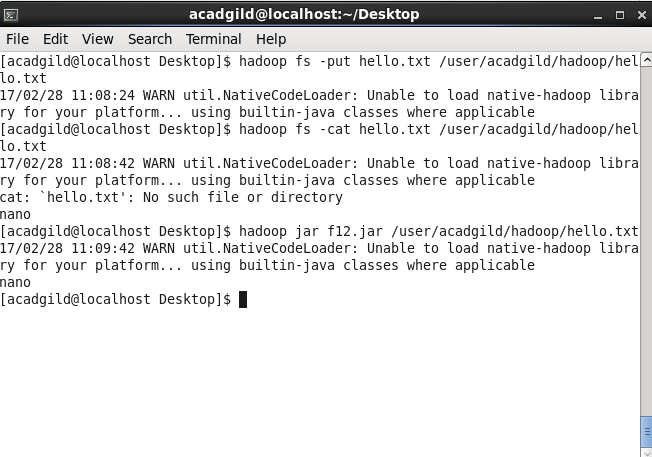 acadgild@localhost:~/Desktop
File Edit View Search Terminal Help
[acadgild@localhost Desktop]$ hadoop fs -put hello.txt /user/acadgild/hadoop/hel
lo.txt
17/02/28 11:08:24 WARN util.NativeCodeLoader: Unable to load native-hadoop libra
ry for your platform... using builtin-java classes where applicable
[acadgild@localhost Desktop]$ hadoop fs -cat hello.txt /user/acadgild/hadoop/hel
lo.txt
17/02/28 11:08:42 WARN util.NativeCodeLoader: Unable to load native-hadoop libra
ry for your platform... using builtin-java classes where applicable
cat: `hello.txt': No such file or directory
nano
[acadgild@localhost Desktop]$ hadoop jar f12.jar /user/acadgild/hadoop/hello.txt
17/02/28 11:09:42 WARN util.NativeCodeLoader: Unable to load native-hadoop libra
ry for your platform... using builtin-java classes where applicable
nano
[acadgild@localhost Desktop]$